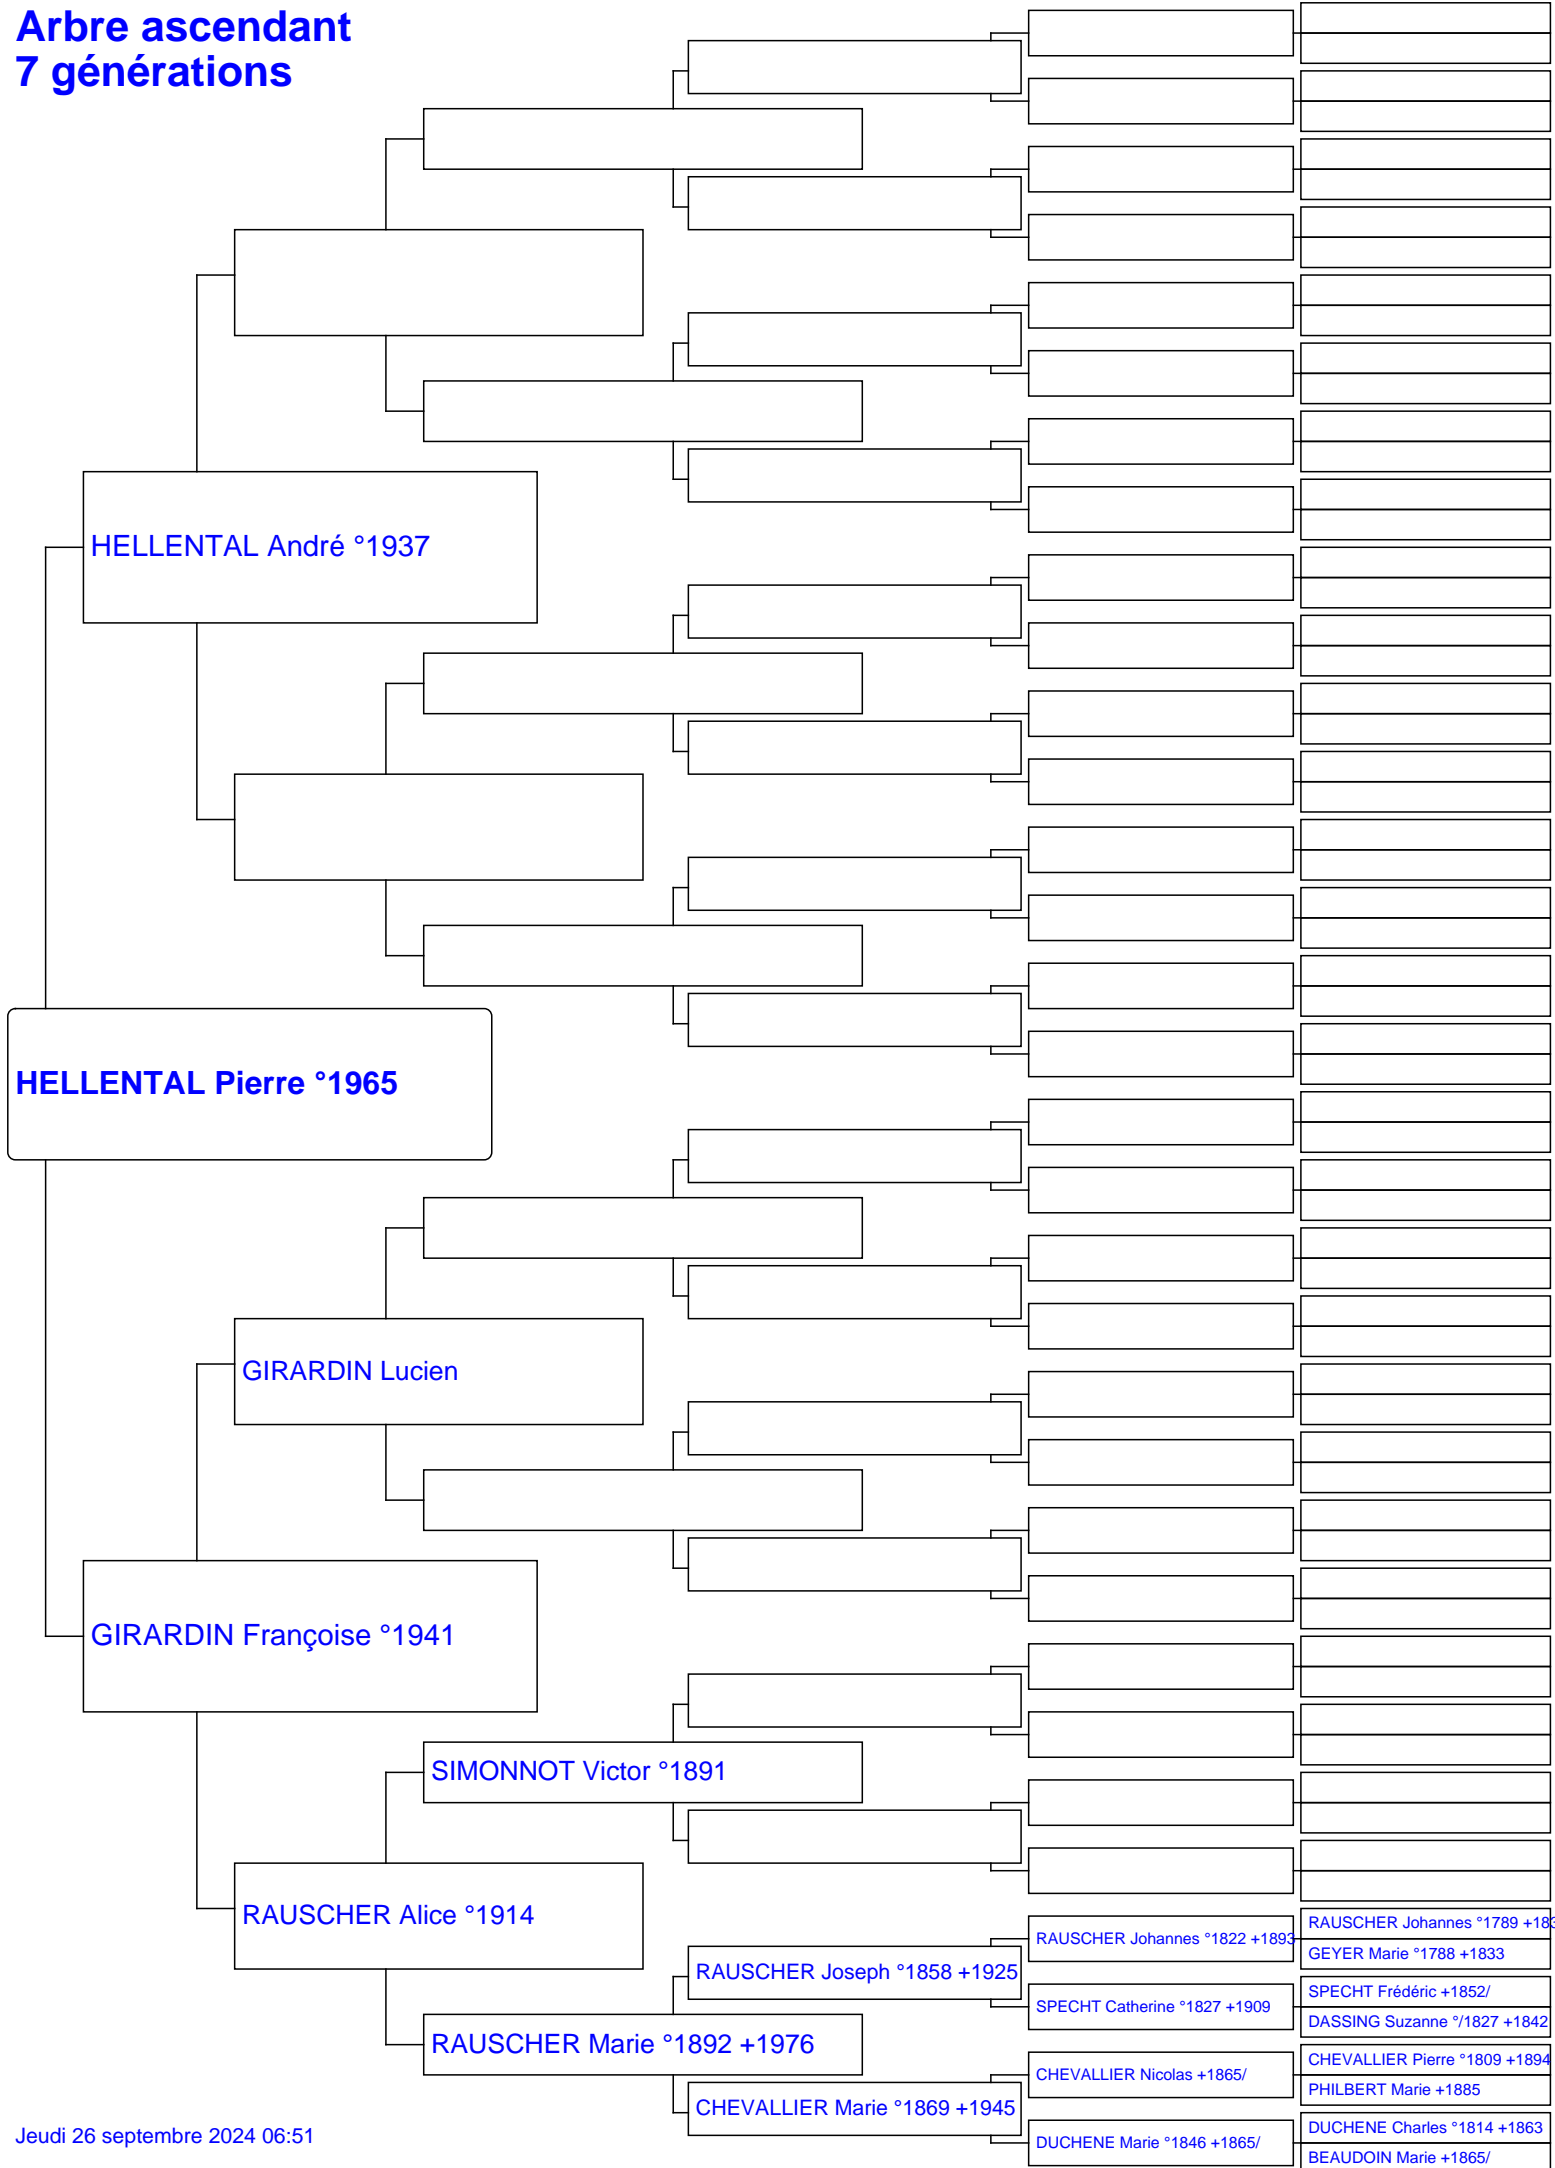 Arbre ascendant
7 générations
HELLENTAL André °1937
HELLENTAL Pierre °1965
GIRARDIN Lucien
GIRARDIN Françoise °1941
SIMONNOT Victor °1891
RAUSCHER Alice °1914
RAUSCHER Johannes °1789 +183
RAUSCHER Johannes °1822 +1893
GEYER Marie °1788 +1833
RAUSCHER Joseph °1858 +1925
SPECHT Frédéric +1852/
SPECHT Catherine °1827 +1909
DASSING Suzanne °/1827 +1842
RAUSCHER Marie °1892 +1976
CHEVALLIER Pierre °1809 +1894
CHEVALLIER Nicolas +1865/
PHILBERT Marie +1885
CHEVALLIER Marie °1869 +1945
DUCHENE Charles °1814 +1863
DUCHENE Marie °1846 +1865/
BEAUDOIN Marie +1865/
Jeudi 26 septembre 2024 06:51